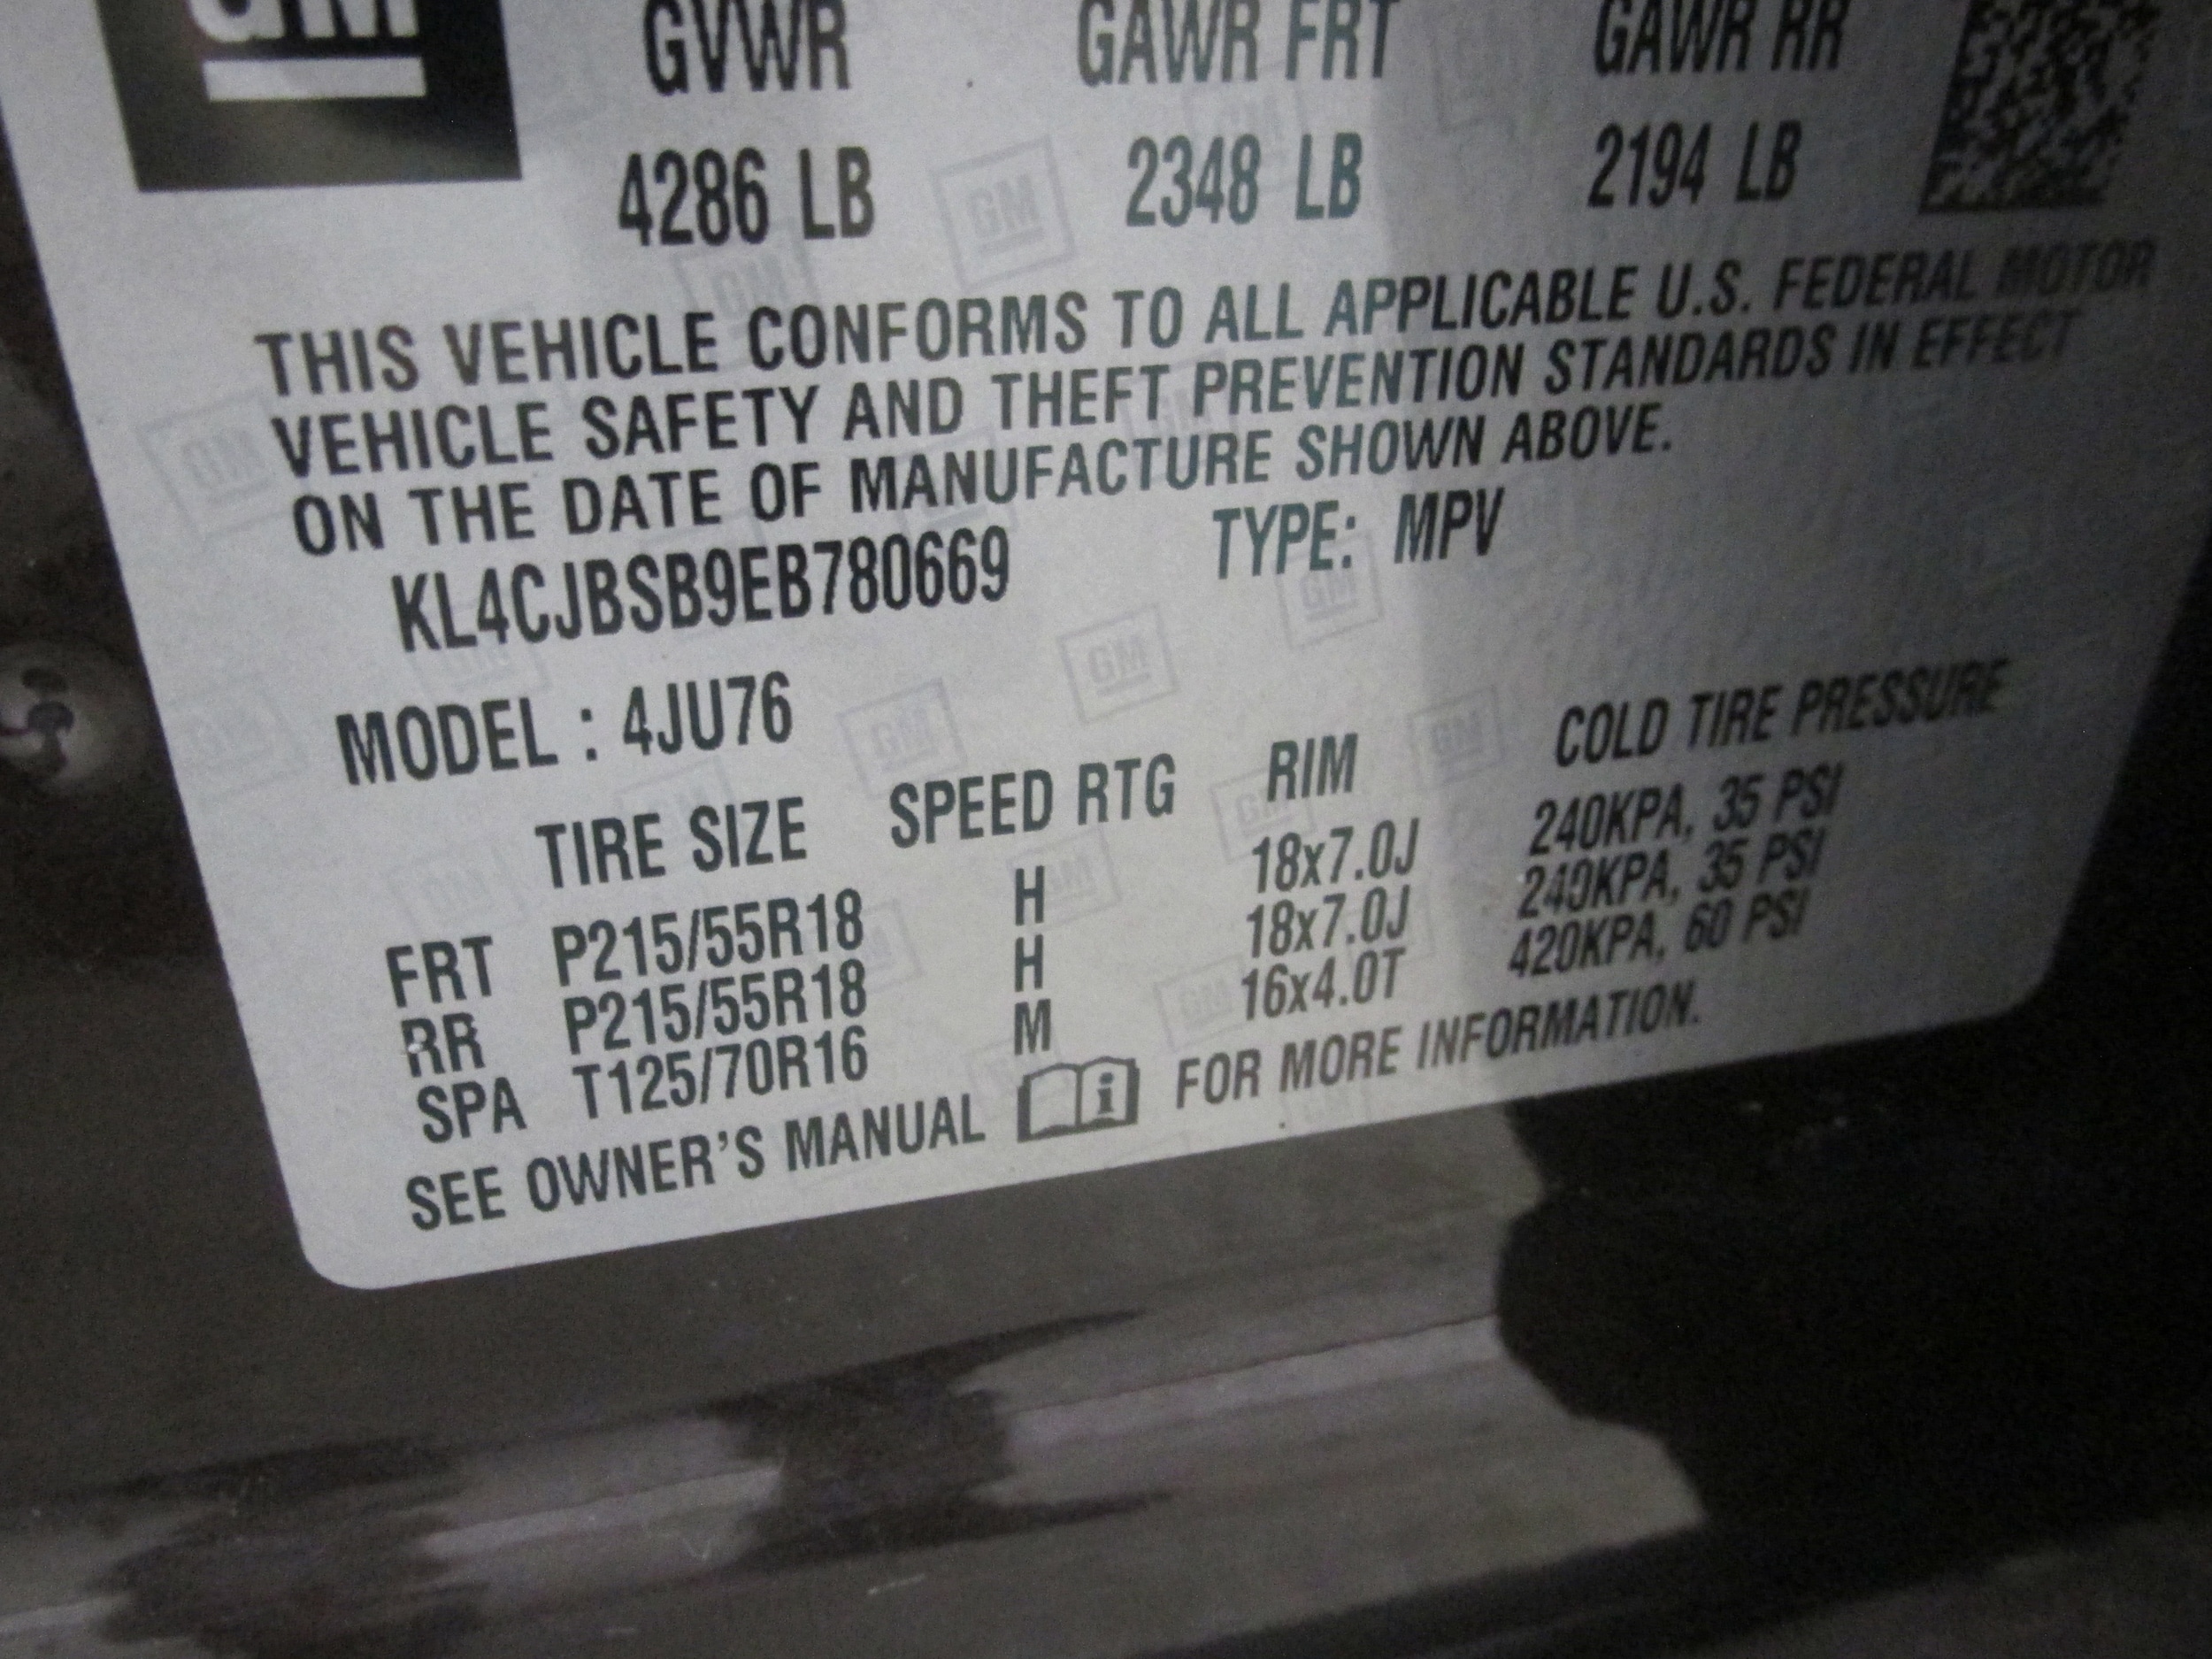 GM
GVWR GAWR FRT GAWR RR
4286 LB 2348 LB 2194 LB
THIS VEHICLE CONFORMS TO ALL APPLICABLE U.S. FEDERAL MOTOR
VEHICLE SAFETY AND THEFT PREVENTION STANDARDS IN EFFECT
ON THE DATE OF MANUFACTURE SHOWN ABOVE.
KL4CJBSB9EB780669 TYPE: MPV
MODEL : 4JU76
TIRE SIZE SPEED RTG RIM COLD TIRE PRESSURE
FRT P215/55R18 H 18x7.0J 240KPA, 35 PSI
RR P215/55R18 H 18x7.0J 240KPA, 35 PSI
SPA T125/70R16 M 16x4.0T 420KPA, 60 PSI
SEE OWNER'S MANUAL i FOR MORE INFORMATION.